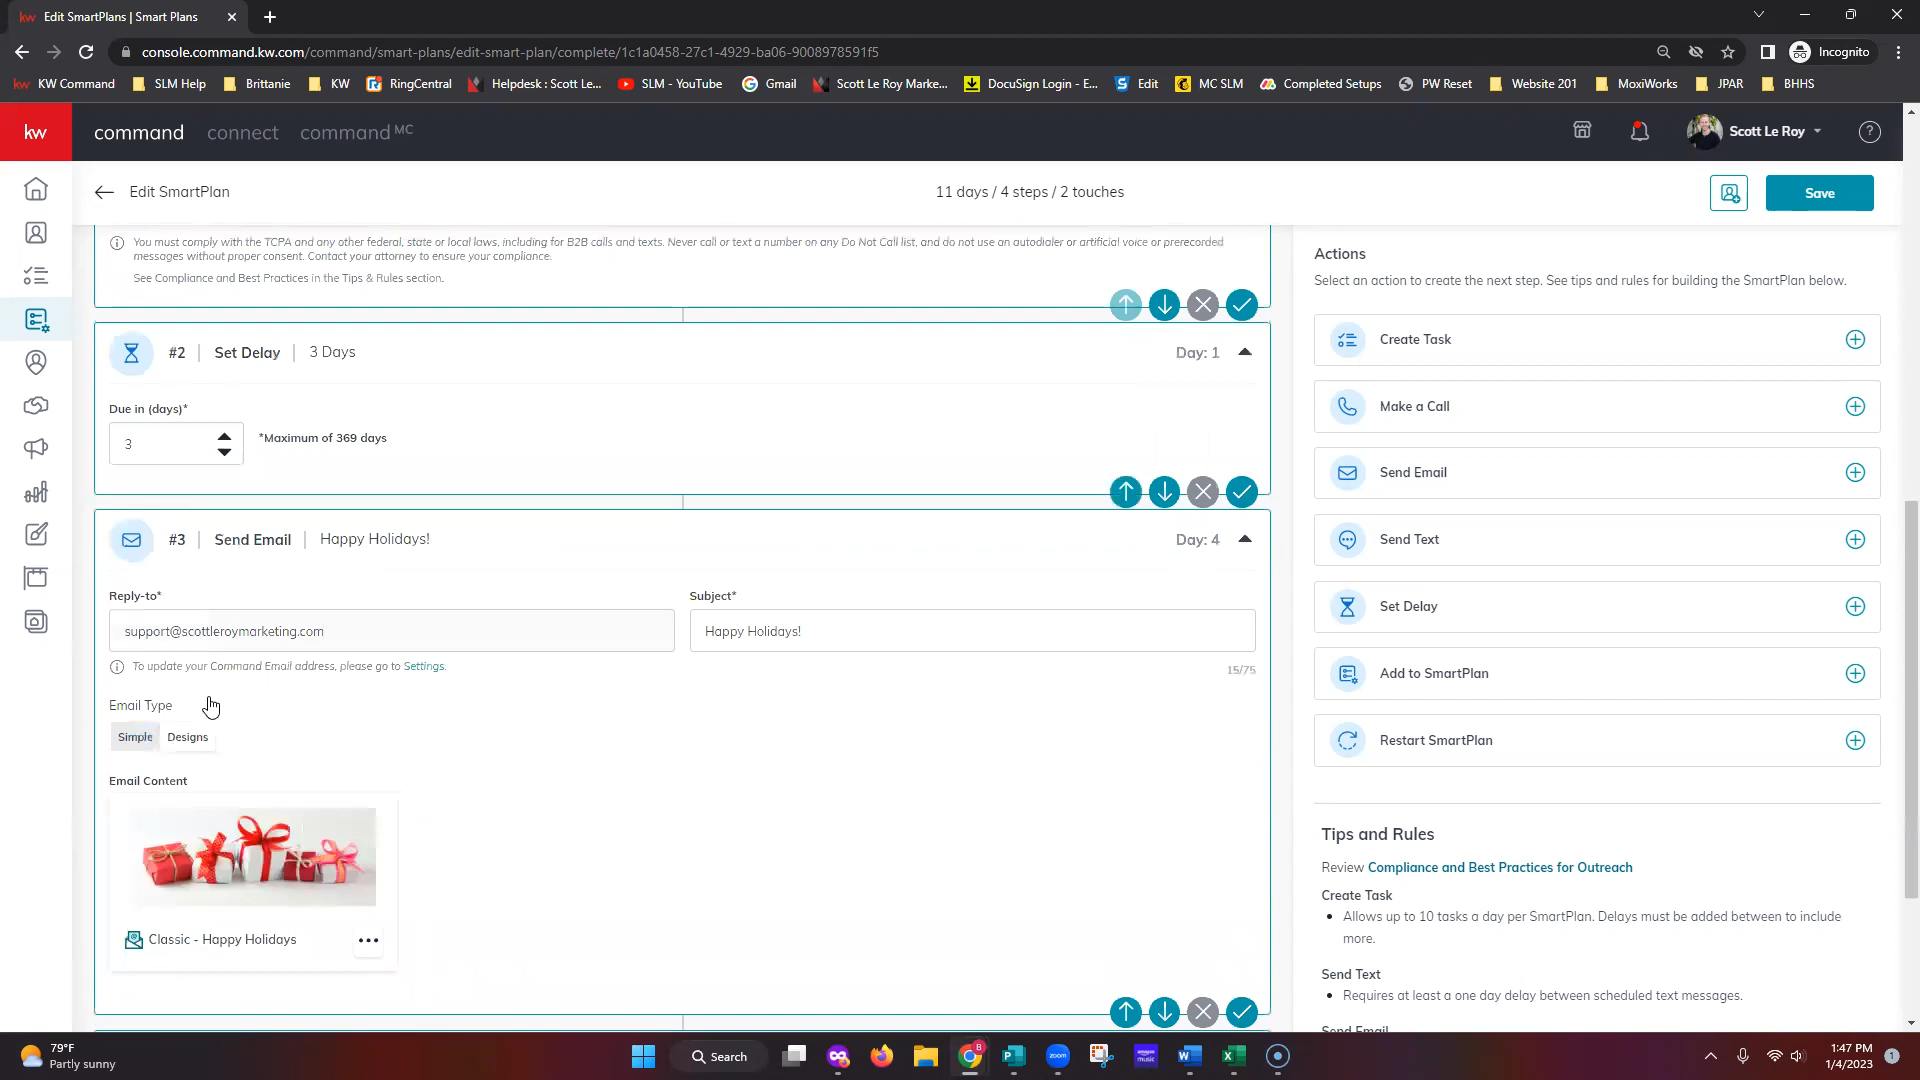 kw Edit SmartPlans | Smart Plans
console.command.kw.com/command/smart-plans/edit-smart-plan/complete/1c1a0458-27c1-4929-ba06-9008978591f5
Incognito
kw KW Command SLM Help Brittanie KW RingCentral Helpdesk : Scott Le... SLM - YouTube Gmail Scott Le Roy Marke... DocuSign Login - E... Edit MC SLM Completed Setups PW Reset Website 201 MoxiWorks JPAR BHHS
kw command connect command MC Scott Le Roy
Edit SmartPlan 11 days / 4 steps / 2 touches Save
You must comply with the TCPA and any other federal, state or local laws, including for B2B calls and texts. Never call or text a number on any Do Not Call list, and do not use an autodialer or artificial voice or prerecorded
messages without proper consent. Contact your attorney to ensure your compliance.
See Compliance and Best Practices in the Tips & Rules section.
#2 Set Delay 3 Days Day: 1
Due in (days)*
3 *Maximum of 369 days
#3 Send Email Happy Holidays! Day: 4
Reply-to* Subject*
support@scottleroymarketing.com Happy Holidays!
To update your Command Email address, please go to Settings. 15/75
Email Type
Simple Designs
Email Content
Classic - Happy Holidays
Actions
Select an action to create the next step. See tips and rules for building the SmartPlan below.
Create Task
Make a Call
Send Email
Send Text
Set Delay
Add to SmartPlan
Restart SmartPlan
Tips and Rules
Review Compliance and Best Practices for Outreach
Create Task
• Allows up to 10 tasks a day per SmartPlan. Delays must be added between to include
more.
Send Text
• Requires at least a one day delay between scheduled text messages.
Send Email
79°F
Partly sunny
Search
8
zoom
amazon music
1:47 PM
1/4/2023
1